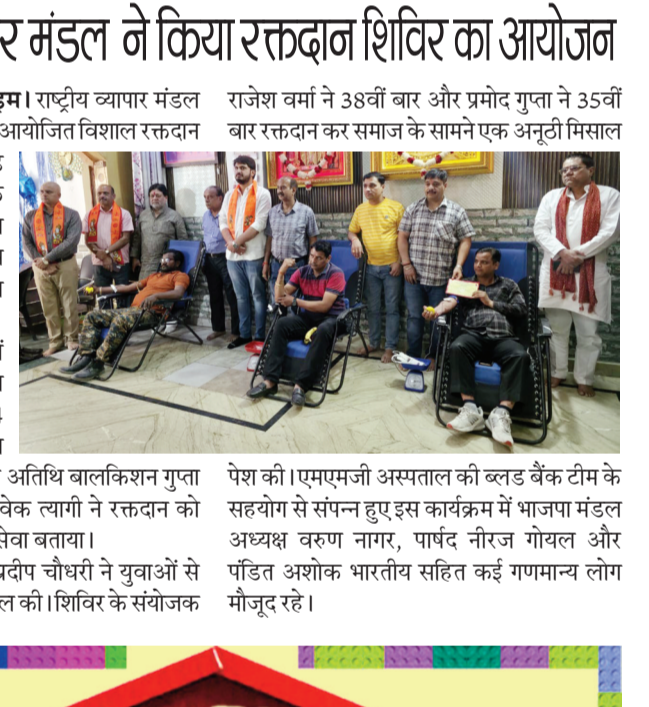 र मंडल ने किया रक्तदान शिविर का आयोजन
इम। राष्ट्रीय व्यापार मंडल
आयोजित विशाल रक्तदान
अतिथि बालकिशन गुप्ता
वेक त्यागी ने रक्तदान को
सेवा बताया।
प्रदीप चौधरी ने युवाओं से
ल की। शिविर के संयोजक
राजेश वर्मा ने 38वीं बार और प्रमोद गुप्ता ने 35वीं
बार रक्तदान कर समाज के सामने एक अनूठी मिसाल
पेश की। एमएमजी अस्पताल की ब्लड बैंक टीम के
सहयोग से संपन्न हुए इस कार्यक्रम में भाजपा मंडल
अध्यक्ष वरुण नागर, पार्षद नीरज गोयल और
पंडित अशोक भारतीय सहित कई गणमान्य लोग
मौजूद रहे।